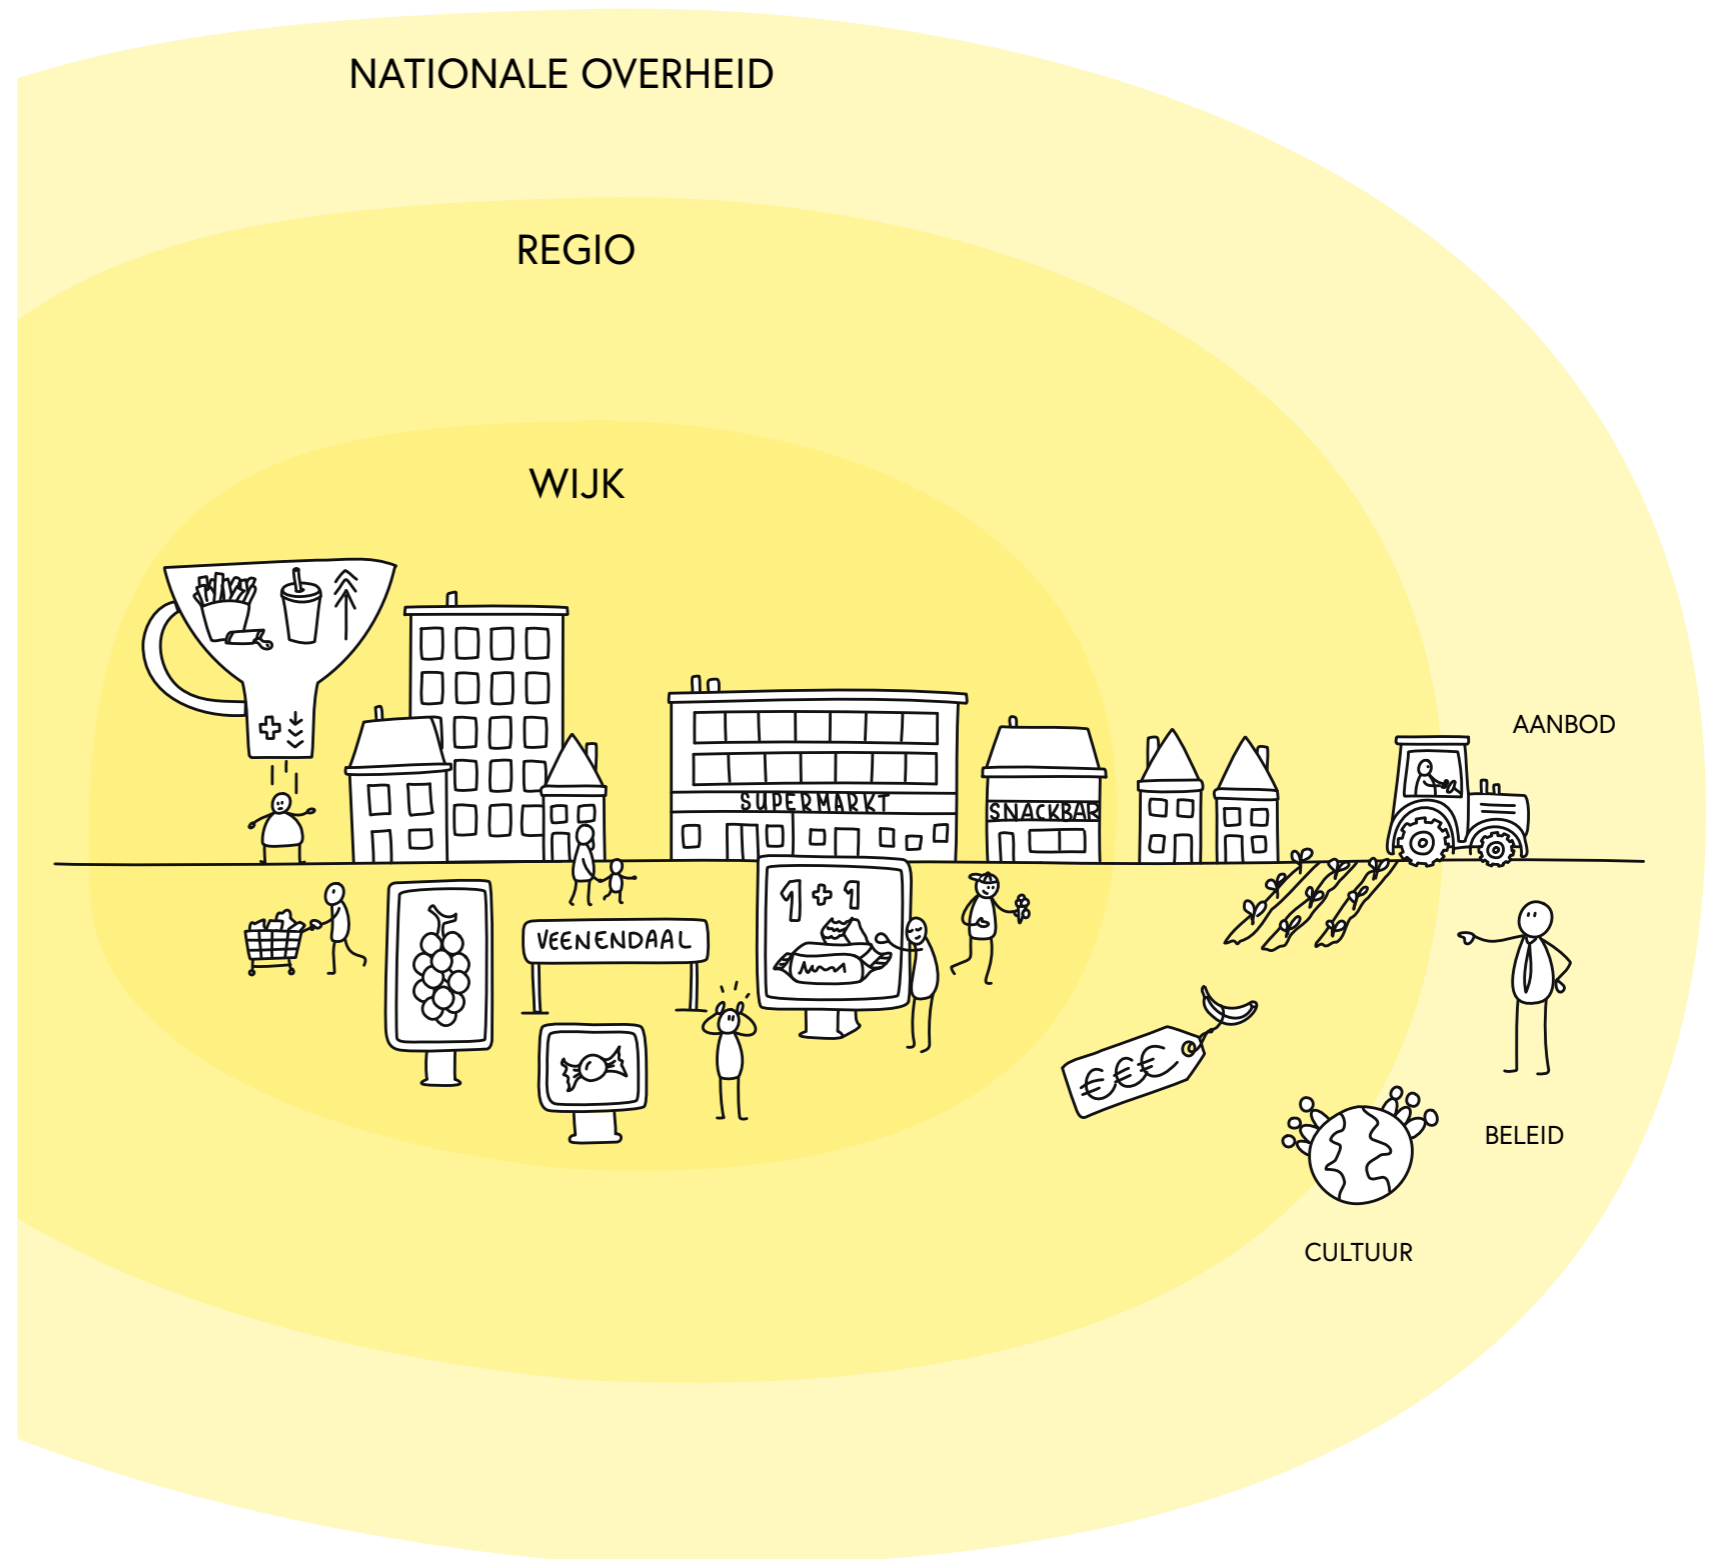 NATIONALE OVERHEID
REGIO
WIJK
AANBOD
SUPERMARKT
SNACKBAR
1 + 1
VEENENDAAL
€€€
BELEID
CULTUUR